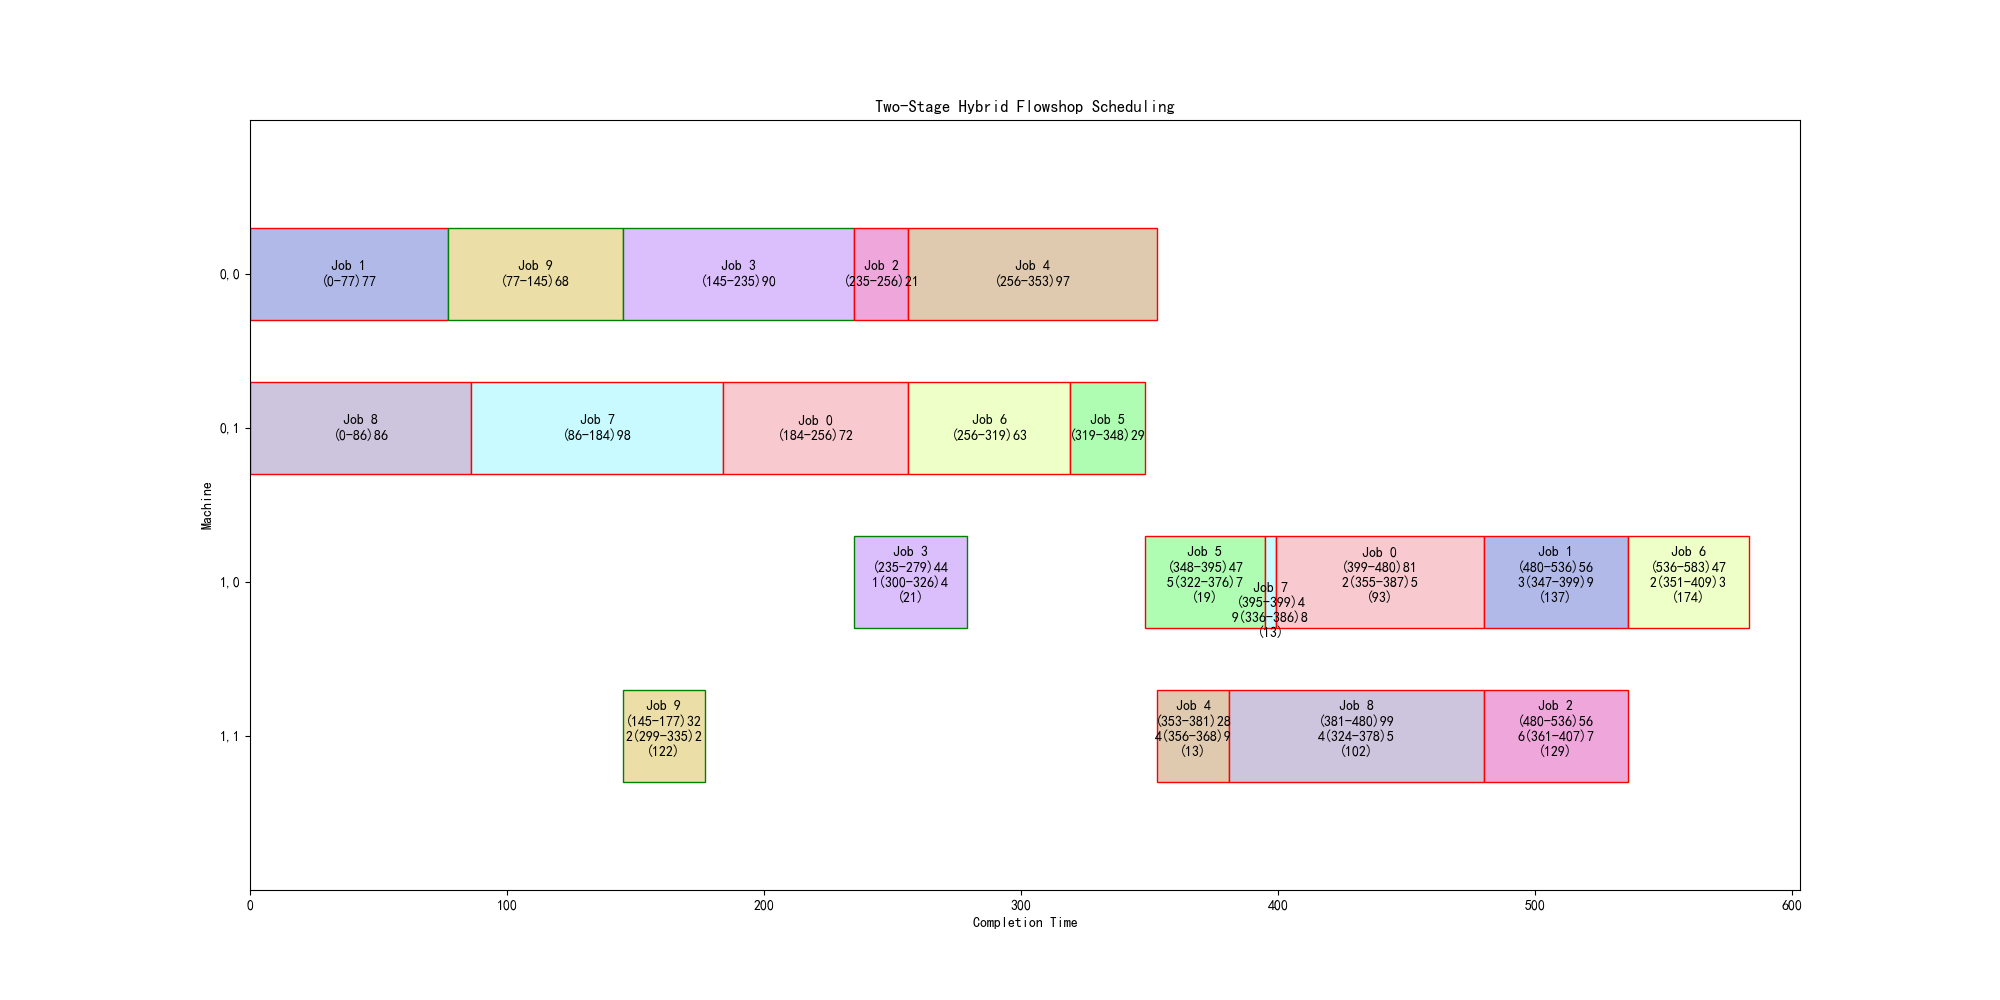 Two-Stage Hybrid Flowshop Scheduling
Machine
0,0
Job 1
(0-77)77
Job 9
(77-145)68
Job 3
(145-235)90
Job 2
(235-256)21
Job 4
(256-353)97
0,1
Job 8
(0-86)86
Job 7
(86-184)98
Job 0
(184-256)72
Job 6
(256-319)63
Job 5
(319-348)29
1,0
Job 3
(235-279)44
1(300-326)4
(21)
Job 5
(348-395)47
5(322-376)7
(19)
Job 7
(395-399)4
9(336-386)8
(13)
Job 0
(399-480)81
2(355-387)5
(93)
Job 1
(480-536)56
3(347-399)9
(137)
Job 6
(536-583)47
2(351-409)3
(174)
1,1
Job 9
(145-177)32
2(299-335)2
(122)
Job 4
(353-381)28
4(356-368)9
(13)
Job 8
(381-480)99
4(324-378)5
(102)
Job 2
(480-536)56
6(361-407)7
(129)
0
100
200
300
400
500
600
Completion Time